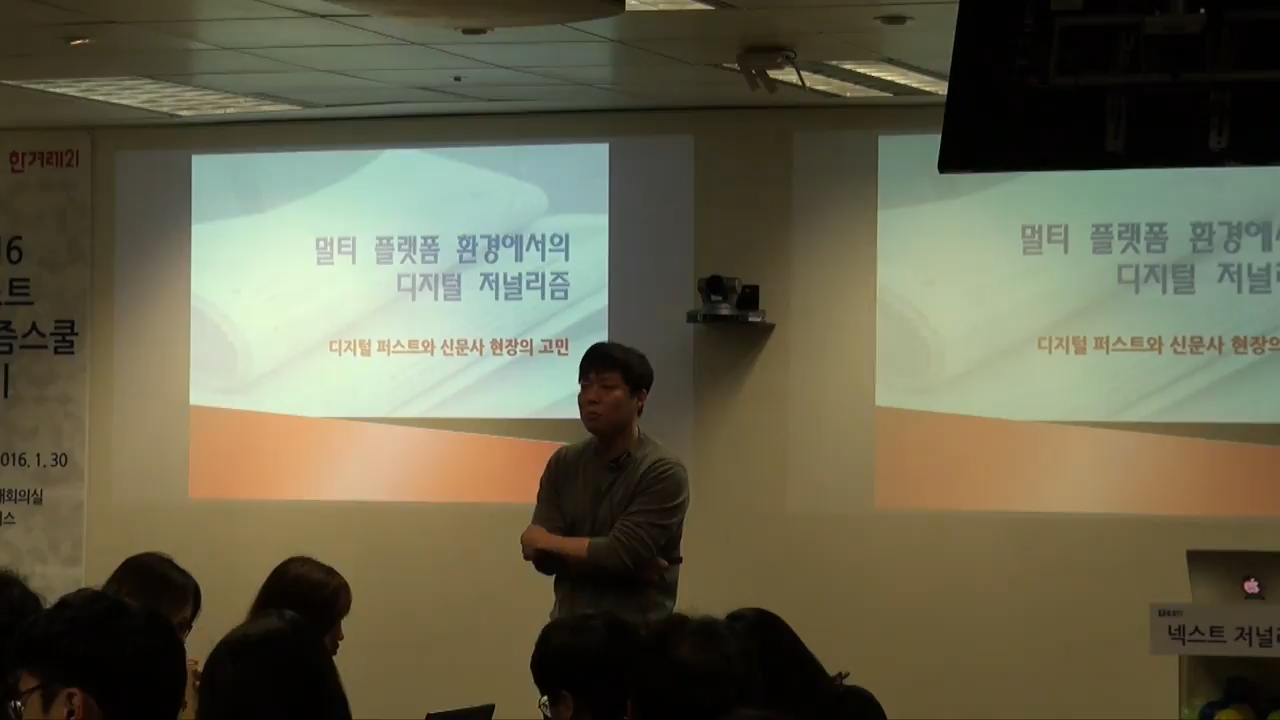 한겨레21
16
스트
즘스쿨
기
2016. 1. 30
대회의실
멀티 플랫폼 환경에서의
디지털 저널리즘
디지털 퍼스트와 신문사 현장의 고민
멀티 플랫폼 환경에서
디지털 저널리
디지털 퍼스트와 신문사 현장의
넥스트 저널리